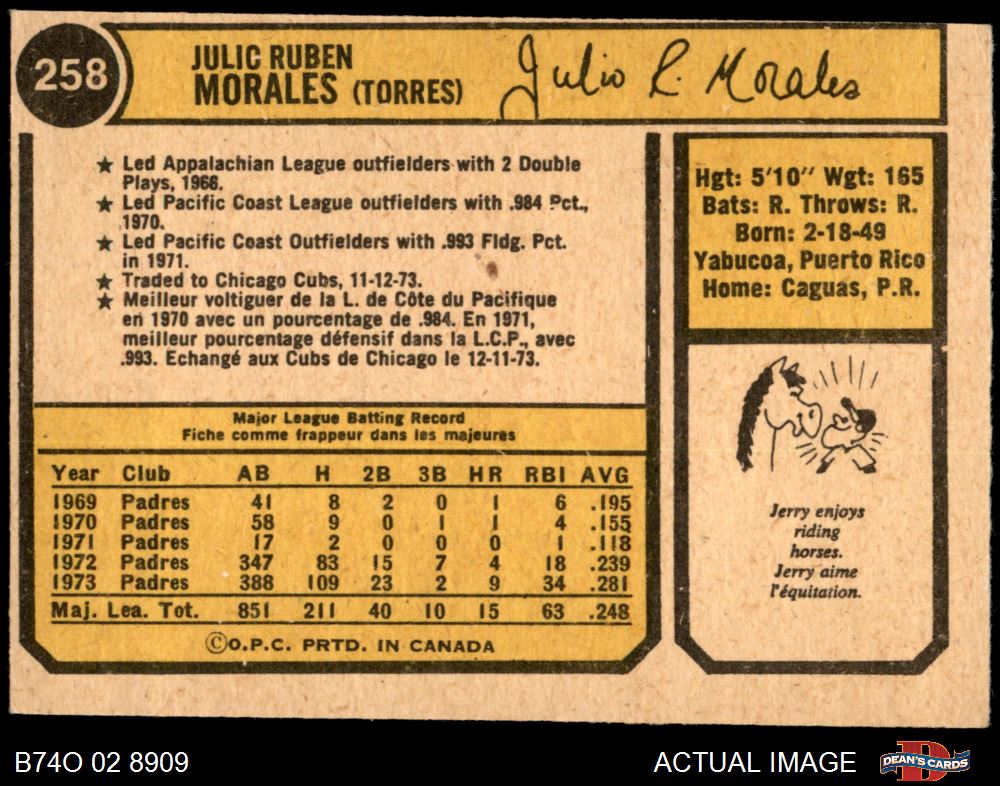 258
JULIC RUBEN
MORALES (TORRES)
Julio R. Morales
★ Led Appalachian League outfielders with 2 Double
Plays, 1966.
★ Led Pacific Coast League outfielders with .984 Pct.,
1970.
★ Led Pacific Coast Outfielders with .993 Fldg. Pct.
in 1971.
★ Traded to Chicago Cubs, 11-12-73.
★ Meilleur voltiguer de la L. de Côte du Pacifique
en 1970 avec un pourcentage de .984. En 1971,
meilleur pourcentage défensif dans la L.C.P., avec
.993. Echangé aux Cubs de Chicago le 12-11-73.
Hgt: 5'10" Wgt: 165
Bats: R. Throws: R.
Born: 2-18-49
Yabucoa, Puerto Rico
Home: Caguas, P.R.
Major League Batting Record
Fiche comme frappeur dans les majeures
Year Club AB H 2B 3B HR RBI AVG
1969 Padres 41 8 2 0 1 6 .195
1970 Padres 58 9 0 1 1 4 .155
1971 Padres 17 2 0 0 0 1 .118
1972 Padres 347 83 15 7 4 18 .239
1973 Padres 388 109 23 2 9 34 .281
Maj. Lea. Tot. 851 211 40 10 15 63 .248
©O.P.C. PRTD. IN CANADA
Jerry enjoys
riding
horses.
Jerry aime
l'équitation.
B74O 02 8909
ACTUAL IMAGE
D
DEAN'S CARDS